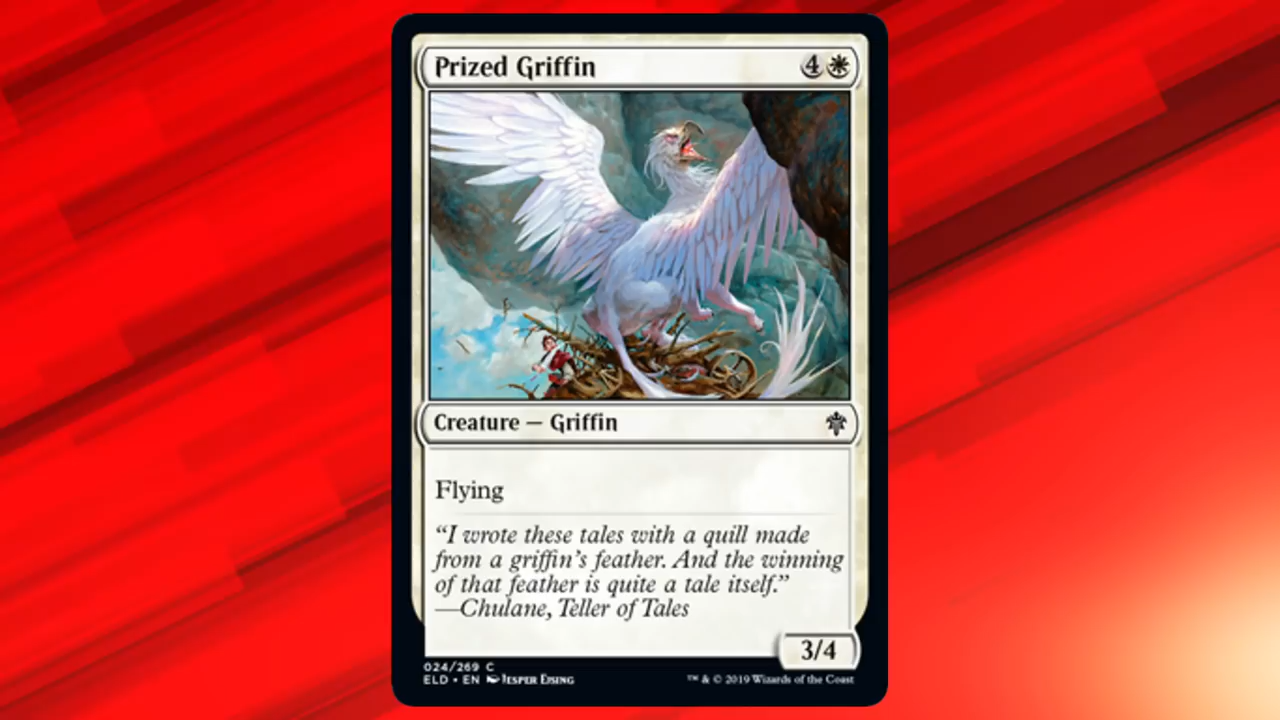 Prized Griffin 4
Creature — Griffin
Flying
“I wrote these tales with a quill made
from a griffin’s feather. And the winning
of that feather is quite a tale itself.”
—Chulane, Teller of Tales
3/4
024/269 C
ELD • EN Jesper Ejsing
™ & © 2019 Wizards of the Coast